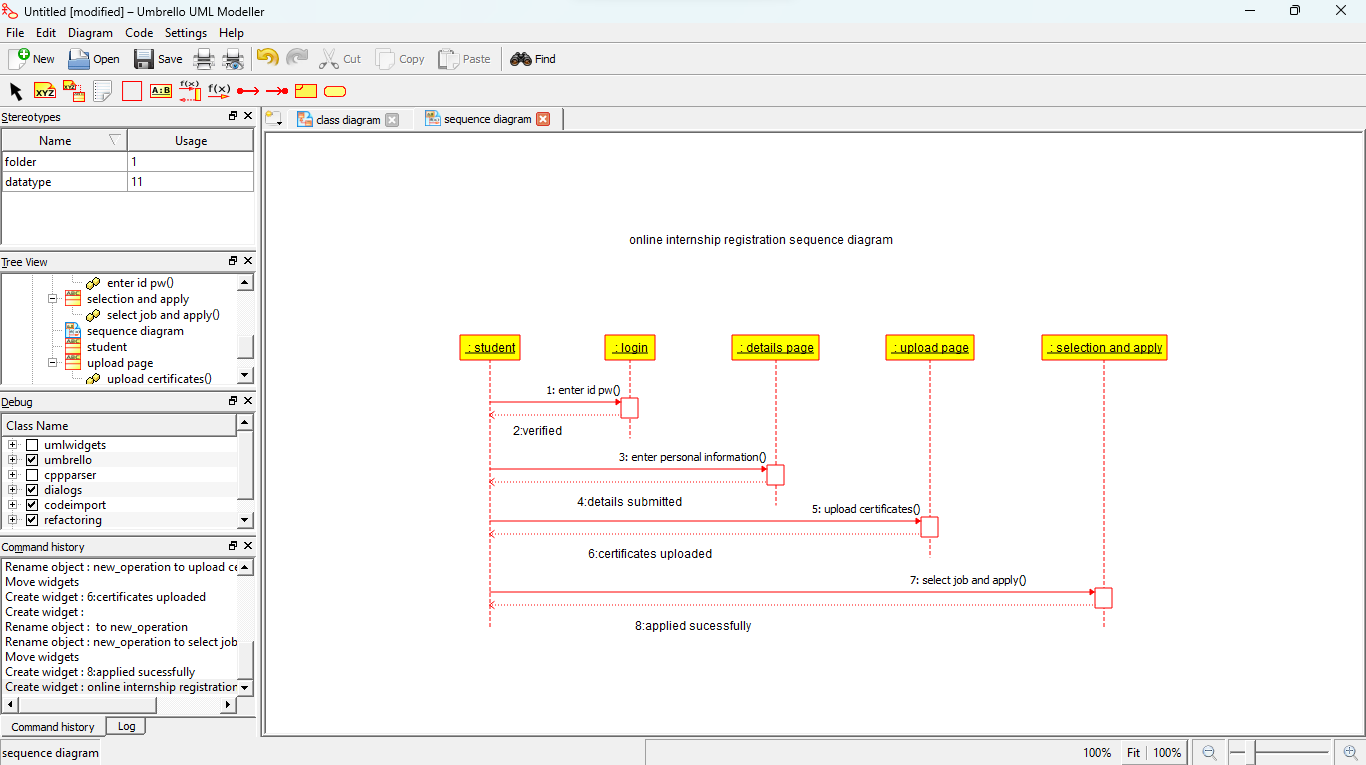 Untitled [modified] – Umbrello UML Modeller
File Edit Diagram Code Settings Help
New Open Save Cut Copy Paste Find
XYZ XYZ A:B f(x) f(x)
Stereotypes
class diagram sequence diagram
Name Usage
folder 1
datatype 11
Tree View
enter id pw()
selection and apply
select job and apply()
sequence diagram
student
upload page
upload certificates()
Debug
Class Name
umlwidgets
umbrello
cppparser
dialogs
codeimport
refactoring
Command history
Rename object : new_operation to upload ce
Move widgets
Create widget : 6:certificates uploaded
Create widget :
Rename object : to new_operation
Rename object : new_operation to select job
Move widgets
Create widget : 8:applied sucessfully
Create widget : online internship registration
Command history Log
online internship registration sequence diagram
: student : login : details page : upload page : selection and apply
1: enter id pw()
2:verified
3: enter personal information()
4:details submitted
5: upload certificates()
6:certificates uploaded
7: select job and apply()
8:applied sucessfully
sequence diagram 100% Fit 100%